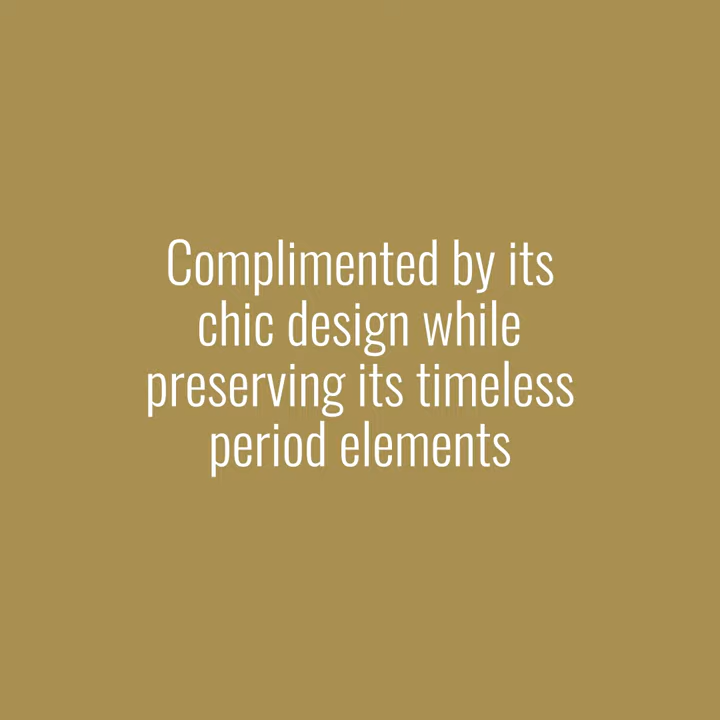 Complimented by its
chic design while
preserving its timeless
period elements